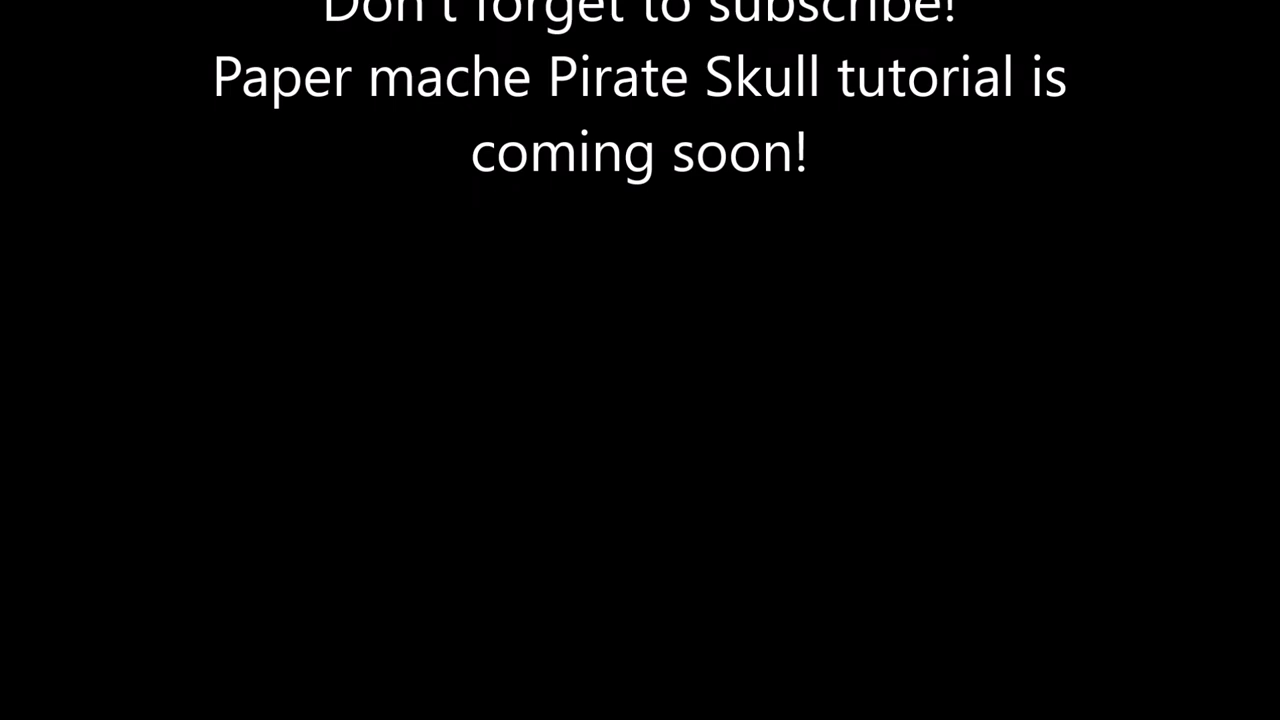 Don't forget to subscribe!
Paper mache Pirate Skull tutorial is
coming soon!